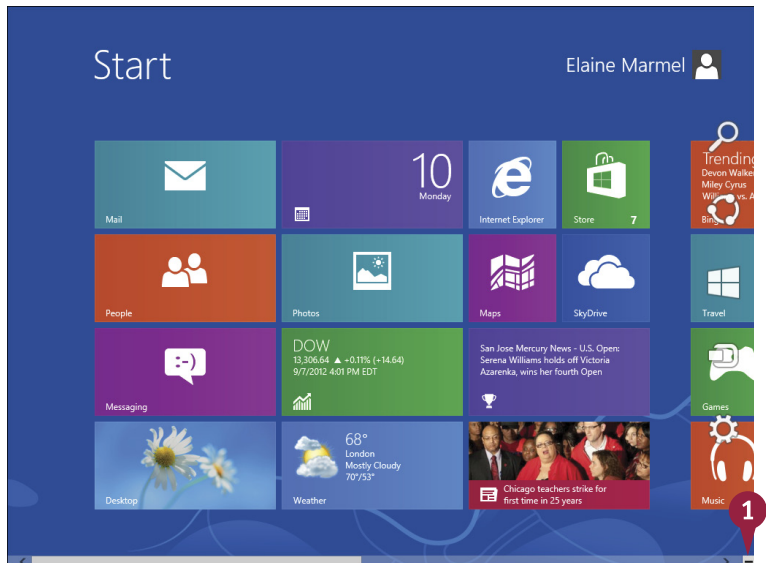 Start
Elaine Marmel
Mail
10
Monday
Internet Explorer
Store 7
Trending
Devon Walke
Miley Cyrus
vs. A
Bing
People
Photos
Maps
SkyDrive
Travel
Messaging
DOW
13,306.64 ▲ +0.11% (+14.64)
9/7/2012 4:01 PM EDT
San Jose Mercury News - U.S. Open:
Serena Williams holds off Victoria
Azarenka, wins her fourth Open
Games
Desktop
68°
London
Mostly Cloudy
70°/53°
Weather
Chicago teachers strike for
first time in 25 years
Music
1